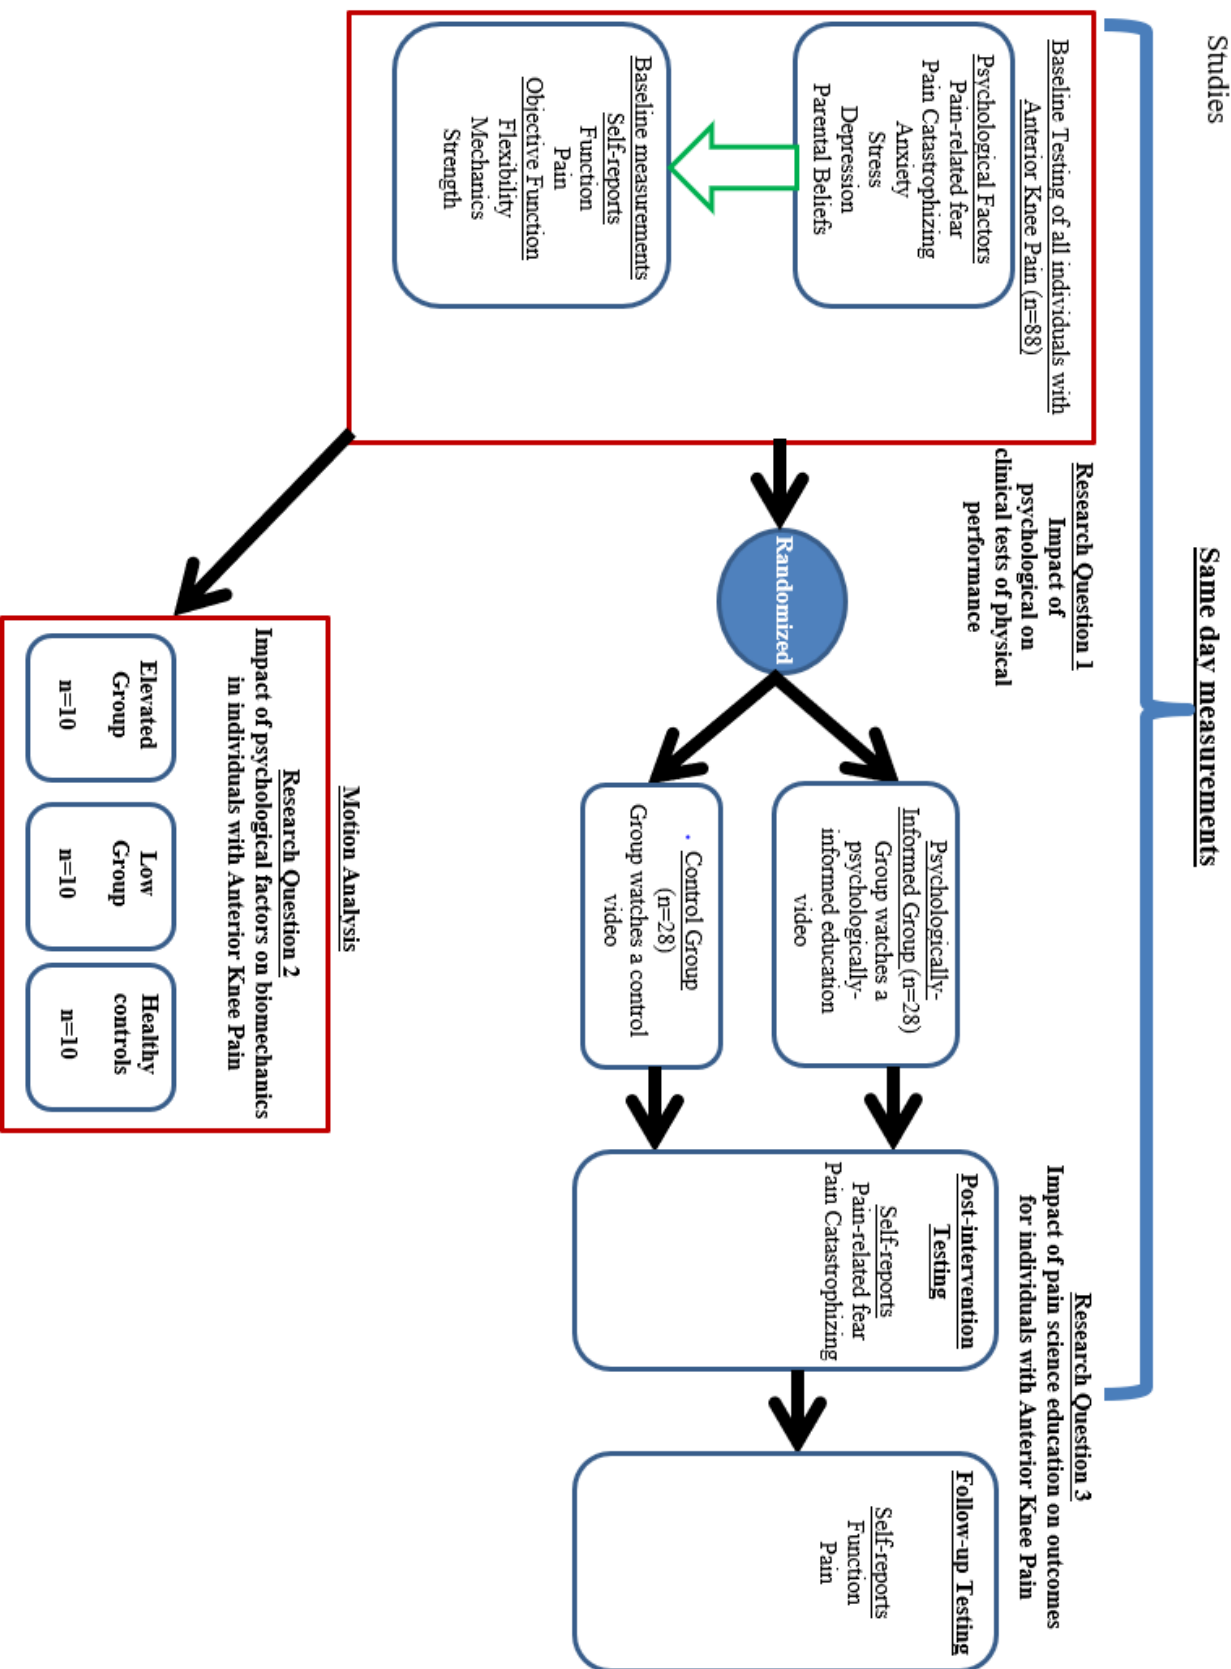 Studies
Same day measurements
Baseline Testing of all individuals with
Anterior Knee Pain (n=88)
Psychological Factors
Pain-related fear
Pain Catastrophizing
Anxiety
Stress
Depression
Parental Beliefs
Baseline measurements
Self-reports
Function
Pain
Objective Function
Flexibility
Mechanics
Strength
Research Question 1
Impact of
psychological on
clinical tests of physical
performance
Randomized
Psychologically-
Informed Group (n=28)
Group watches a
psychologically-
informed education
video
Control Group
(n=28)
Group watches a control
video
Research Question 3
Impact of pain science education on outcomes
for individuals with Anterior Knee Pain
Post-intervention
Testing
Self-reports
Pain-related fear
Pain Catastrophizing
Follow-up Testing
Self-reports
Function
Pain
Motion Analysis
Research Question 2
Impact of psychological factors on biomechanics
in individuals with Anterior Knee Pain
Elevated
Group
n=10
Low
Group
n=10
Healthy
controls
n=10